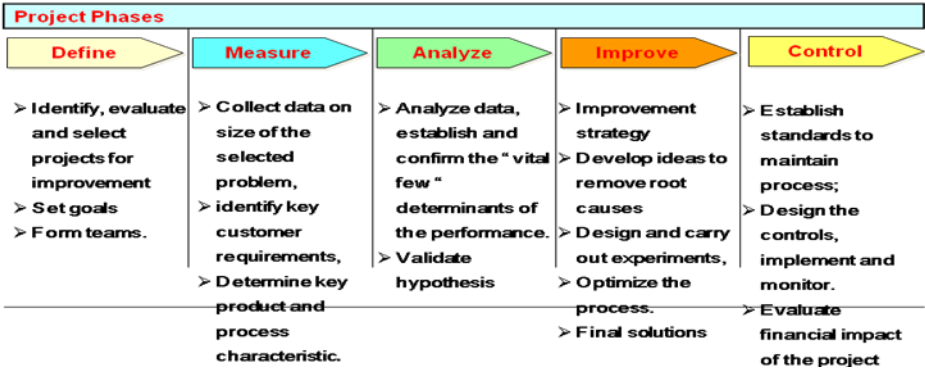 Project Phases
Define
Measure
Analyze
Improve
Control
➢ Identify, evaluate
and select
projects for
improvement
➢ Set goals
➢ Form teams.
➢ Collect data on
size of the
selected
problem,
➢ identify key
customer
requirements,
➢ Determine key
product and
process
characteristic.
➢ Analyze data,
establish and
confirm the “ vital
few “
determinants of
the performance.
➢ Validate
hypothesis
➢ Improvement
strategy
➢ Develop ideas to
remove root
causes
➢ Design and carry
out experiments,
➢ Optimize the
process.
➢ Final solutions
➢ Establish
standards to
maintain
process;
➢ Design the
controls,
implement and
monitor.
➢ Evaluate
financial impact
of the project